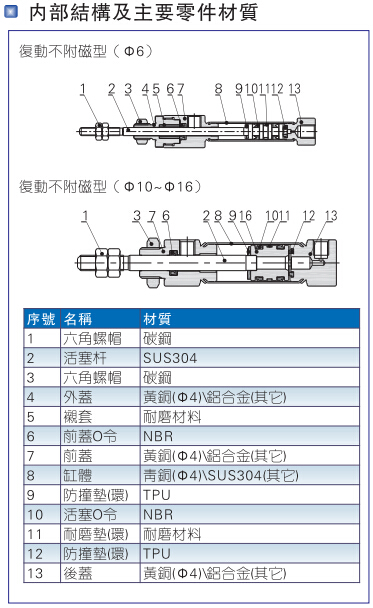 内部結構及主要零件材質
復動不附磁型（Φ6）
1 2 3 4 5 6 7 8 9 10 11 12 13
復動不附磁型（Φ10~Φ16）
1 3 7 6 2 8 9 16 10 11 12 13
序號 名稱 材質
1 六角螺帽 碳鋼
2 活塞杆 SUS304
3 六角螺帽 碳鋼
4 外蓋 黃銅(Φ4)\鋁合金(其它)
5 襯套 耐磨材料
6 前蓋O令 NBR
7 前蓋 黃銅(Φ4)\鋁合金(其它)
8 缸體 青銅(Φ4)\SUS304(其它)
9 防撞墊(環) TPU
10 活塞O令 NBR
11 耐磨墊(環) 耐磨材料
12 防撞墊(環) TPU
13 後蓋 黃銅(Φ4)\鋁合金(其它)